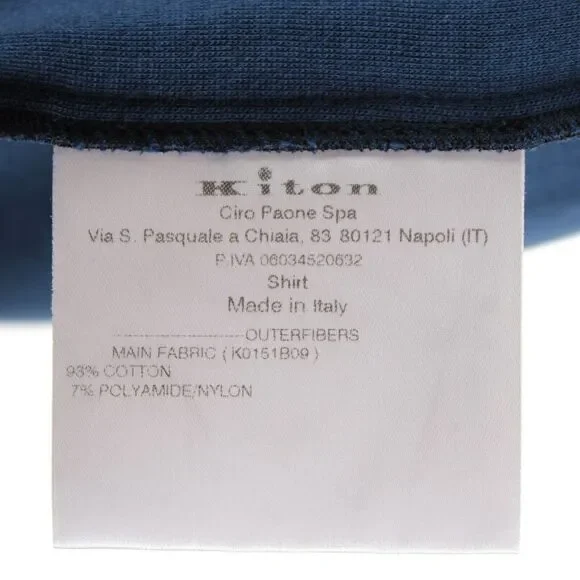 Kiton
Ciro Paone Spa
Via S. Pasquale a Chiaia, 83 80121 Napoli (IT)
P.IVA 06034520632
Shirt
Made in Italy
OUTERFIBERS
MAIN FABRIC ( K0151B09 )
93% COTTON
7% POLYAMIDE/NYLON